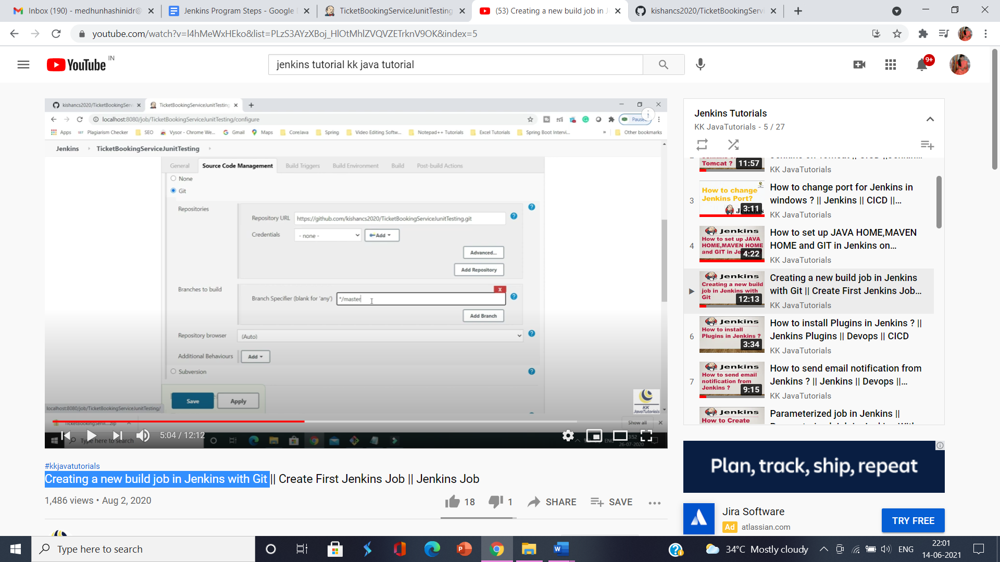 Inbox (190) - medhunhashinidr@
Jenkins Program Steps - Google
TicketBookingServiceJunitTesting
(53) Creating a new build job in J
kishancs2020/TicketBookingServi
youtube.com/watch?v=l4hMeWxHEko&list=PLzS3AYzXBoj_HlOtMhlZVQVZETrknV9OK&index=5
YouTube IN
jenkins tutorial kk java tutorial
9+
kishancs2020/TicketBookingServ
TicketBookingServiceJunitTesting
localhost:8080/job/TicketBookingServiceJunitTesting/configure
Apps
Plagiarism Checker
SEO
Vysor - Chrome We...
Gmail
Maps
CoreJava
Spring
Video Editing Softw...
Notepad++ Tutorials
Excel Tutorials
Spring Boot Intervi...
»
Other bookmarks
Jenkins
TicketBookingServiceJunitTesting
General
Source Code Management
Build Triggers
Build Environment
Build
Post-build Actions
None
Git
Repositories
Repository URL
https://github.com/kishancs2020/TicketBookingServiceJunitTesting.git
Credentials
- none -
Add
Advanced...
Add Repository
Branches to build
X
Branch Specifier (blank for 'any')
*/master
Add Branch
Repository browser
(Auto)
Additional Behaviours
Add
Subversion
Save
Apply
localhost:8080/job/TicketBookingServiceJunitTesting/
KK
JavaTutorials
Show all
Type here to search
5:04 / 12:12
ENG
26-07-2020
#kkjavatutorials
Creating a new build job in Jenkins with Git || Create First Jenkins Job || Jenkins Job
1,486 views • Aug 2, 2020
18
1
SHARE
SAVE
Jenkins Tutorials
KK JavaTutorials - 5 / 27
Tomcat ?
11:57
KK JavaTutorials
3
How to change
Jenkins Port?
3:11
How to change port for Jenkins in
windows ? || Jenkins || CICD ||...
KK JavaTutorials
4
Jenkins
How to set up JAVA
HOME,MAVEN HOME
and GIT in Je
4:22
How to set up JAVA HOME,MAVEN
HOME and GIT in Jenkins on...
KK JavaTutorials
Jenkins
Creating a new build
job in Jenkins with
Git
12:13
Creating a new build job in Jenkins
with Git || Create First Jenkins Job...
KK JavaTutorials
6
Jenkins
How to install
Plugins in Jenkins ?
3:34
How to install Plugins in Jenkins ? ||
Jenkins Plugins || Devops || CICD
KK JavaTutorials
7
Jenkins
How to send email
notification from
Jenkins ?
9:15
How to send email notification from
Jenkins ? || Jenkins || Devops ||...
KK JavaTutorials
Jenkins
How to Create
Parameterized job in Jenkins ||
Plan, track, ship, repeat
Jira Software
Ad atlassian.com
TRY FREE
Type here to search
34°C Mostly cloudy
ENG
22:01
14-06-2021